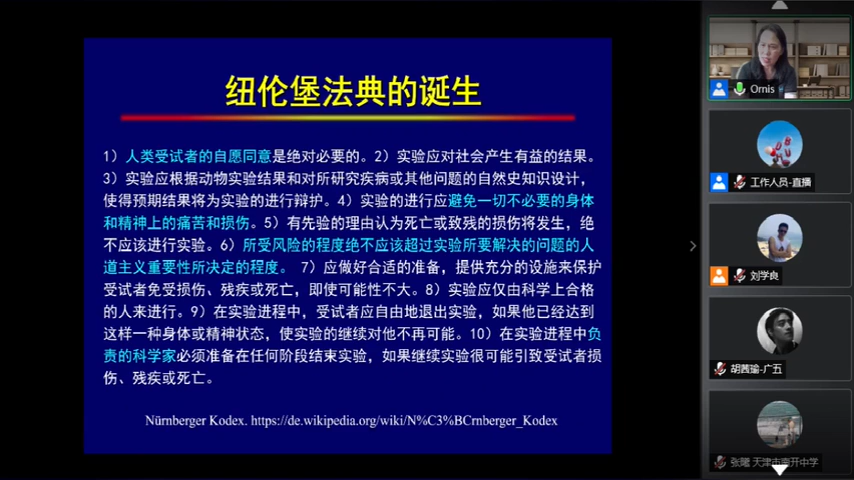 纽伦堡法典的诞生
1）人类受试者的自愿同意是绝对必要的。2）实验应对社会产生有益的结果。
3）实验应根据动物实验结果和对所研究疾病或其他问题的自然史知识设计，
使得预期结果将为实验的进行辩护。4）实验的进行应避免一切不必要的身体
和精神上的痛苦和损伤。5）有先验的理由认为死亡或致残的损伤将发生，绝
不应该进行实验。6）所受风险的程度绝不应该超过实验所要解决的问题的人
道主义重要性所决定的程度。 7）应做好合适的准备，提供充分的设施来保护
受试者免受损伤、残疾或死亡，即使可能性不大。8）实验应仅由科学上合格
的人来进行。9）在实验进程中，受试者应自由地退出实验，如果他已经达到
这样一种身体或精神状态，使实验的继续对他不再可能。10）在实验进程中负
责的科学家必须准备在任何阶段结束实验，如果继续实验很可能引致受试者损
伤、残疾或死亡。
Nürnberger Kodex. https://de.wikipedia.org/wiki/N%C3%BCrnberger_Kodex
Ornis
工作人员-直播
刘学良
胡茜瑜-广五
天津市南开中学